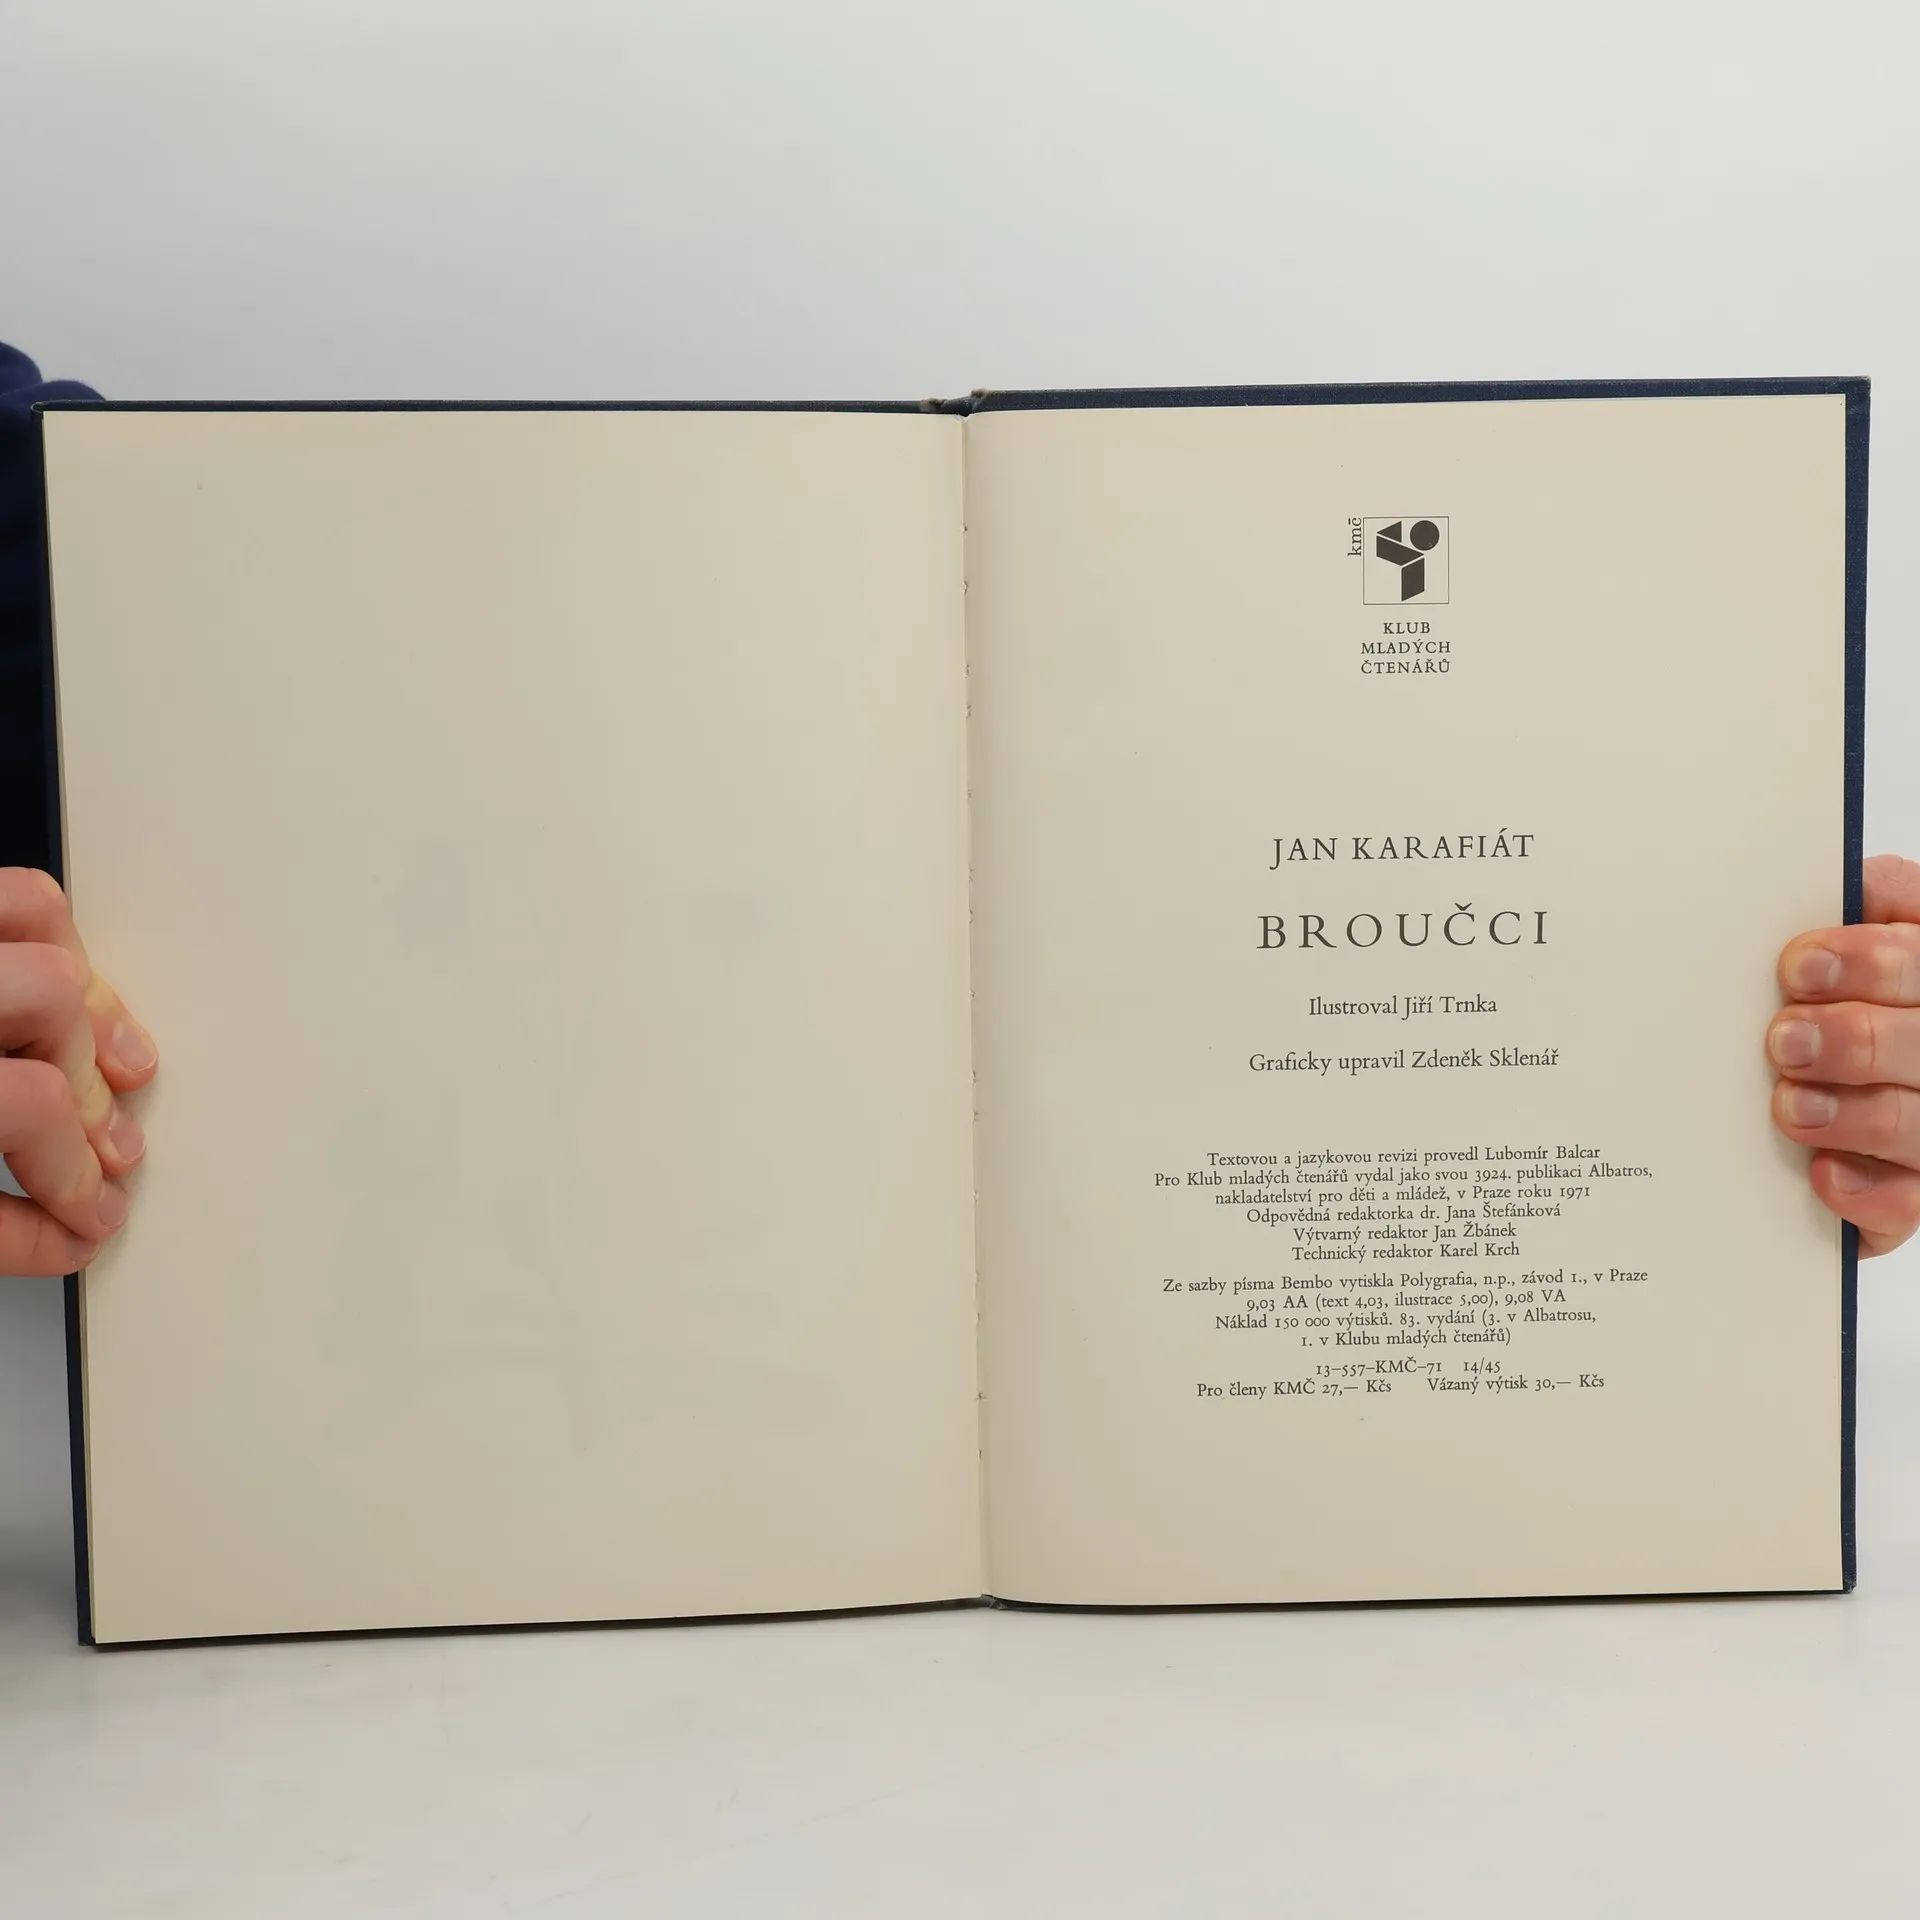 kmč
KLUB
MLADÝCH
ČTENÁŘŮ
JAN KARAFIÁT
BROUČCI
Ilustroval Jiří Trnka
Graficky upravil Zdeněk Sklenář
Textovou a jazykovou revizi provedl Lubomír Balcar
Pro Klub mladých čtenářů vydal jako svou 3924. publikaci Albatros,
nakladatelství pro děti a mládež, v Praze roku 1971
Odpovědná redaktorka dr. Jana Štefánková
Výtvarný redaktor Jan Žbánek
Technický redaktor Karel Krch
Ze sazby písma Bembo vytiskla Polygrafia, n.p., závod 1., v Praze
9,03 AA (text 4,03, ilustrace 5,00), 9,08 VA
Náklad 150 000 výtisků. 83. vydání (3. v Albatrosu,
1. v Klubu mladých čtenářů)
13–557–KMČ–71 14/45
Pro členy KMČ 27,— Kčs Vázaný výtisk 30,— Kčs